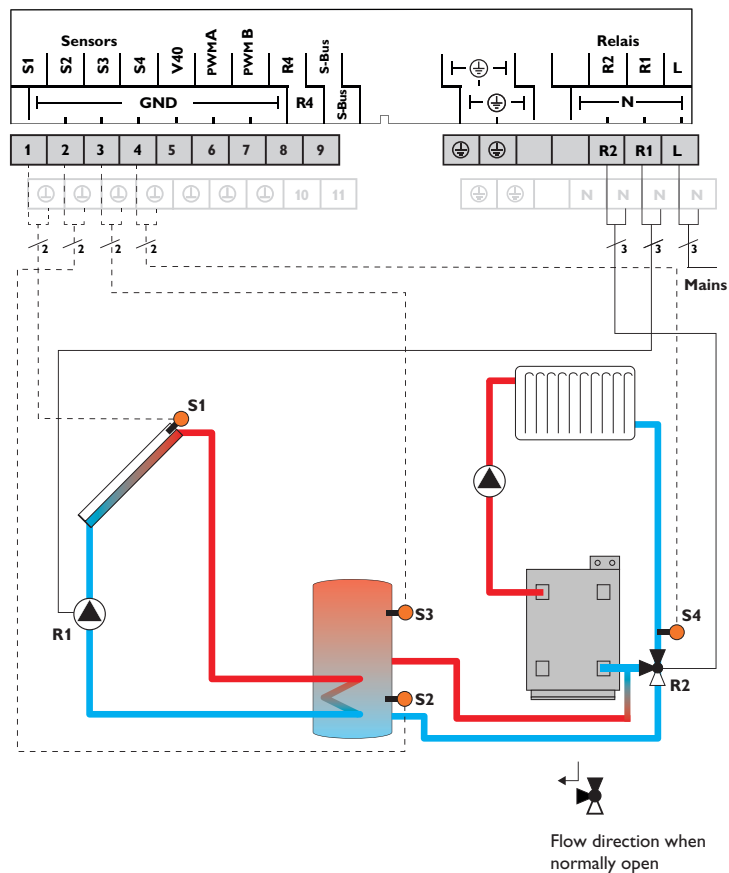 Sensors
Relais
S1 S2 S3 S4 V40 PWMA PWM B R4 S-Bus
R2 R1 L
GND R4 S-Bus
N
1 2 3 4 5 6 7 8 9
R2 R1 L
10 11
N N N N
2 2 2 2
3 3 3
Mains
S1
S3
S4
R1
S2
R2
Flow direction when
normally open